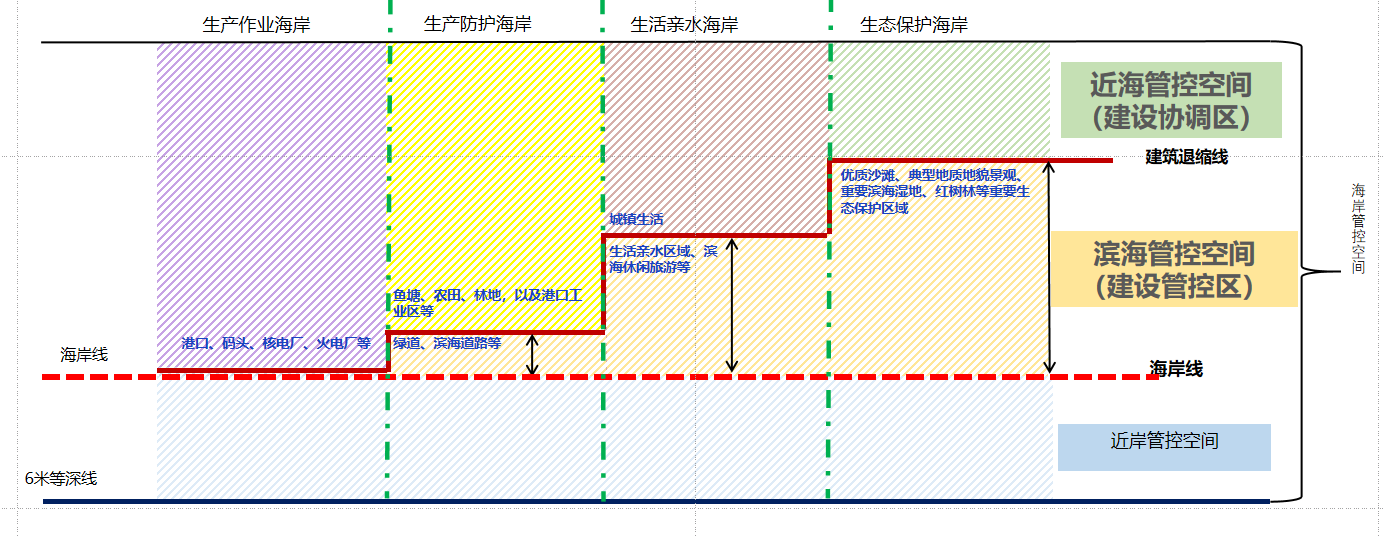 生产作业海岸
生产防护海岸
生活亲水海岸
生态保护海岸
近海管控空间
（建设协调区）
建筑退缩线
优质沙滩、典型地质地貌景观、
重要滨海湿地、红树林等重要生
态保护区域
海岸管控空间
城镇生活
生活亲水区域、滨
海休闲旅游等
滨海管控空间
（建设管控区）
鱼塘、农田、林地，以及港口工
业区等
港口、码头、核电厂、火电厂等
绿道、滨海道路等
海岸线
海岸线
近岸管控空间
6米等深线